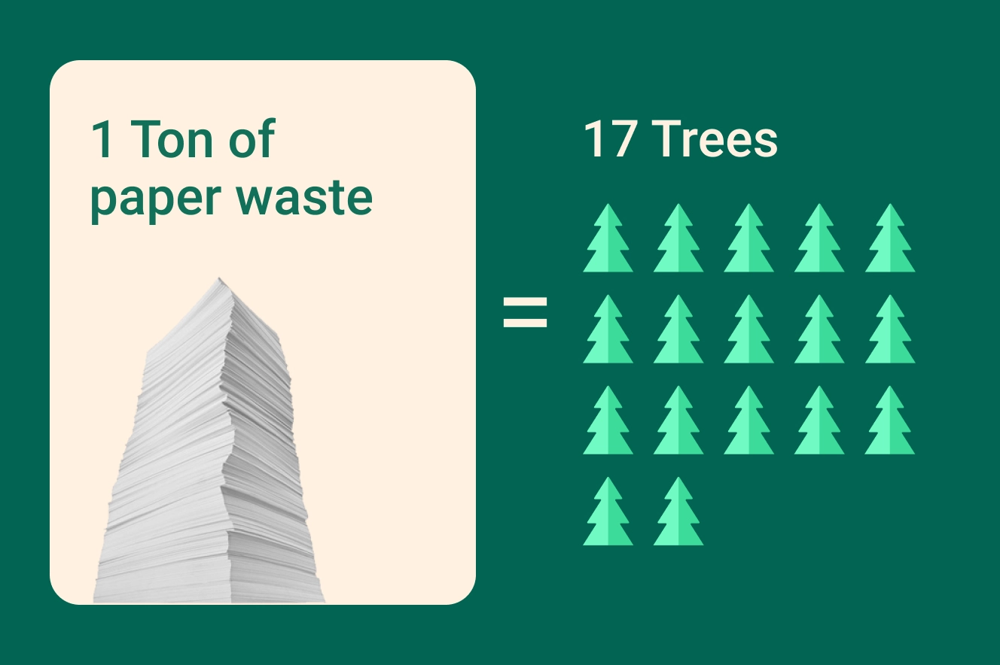 1 Ton of
paper waste
=
17 Trees